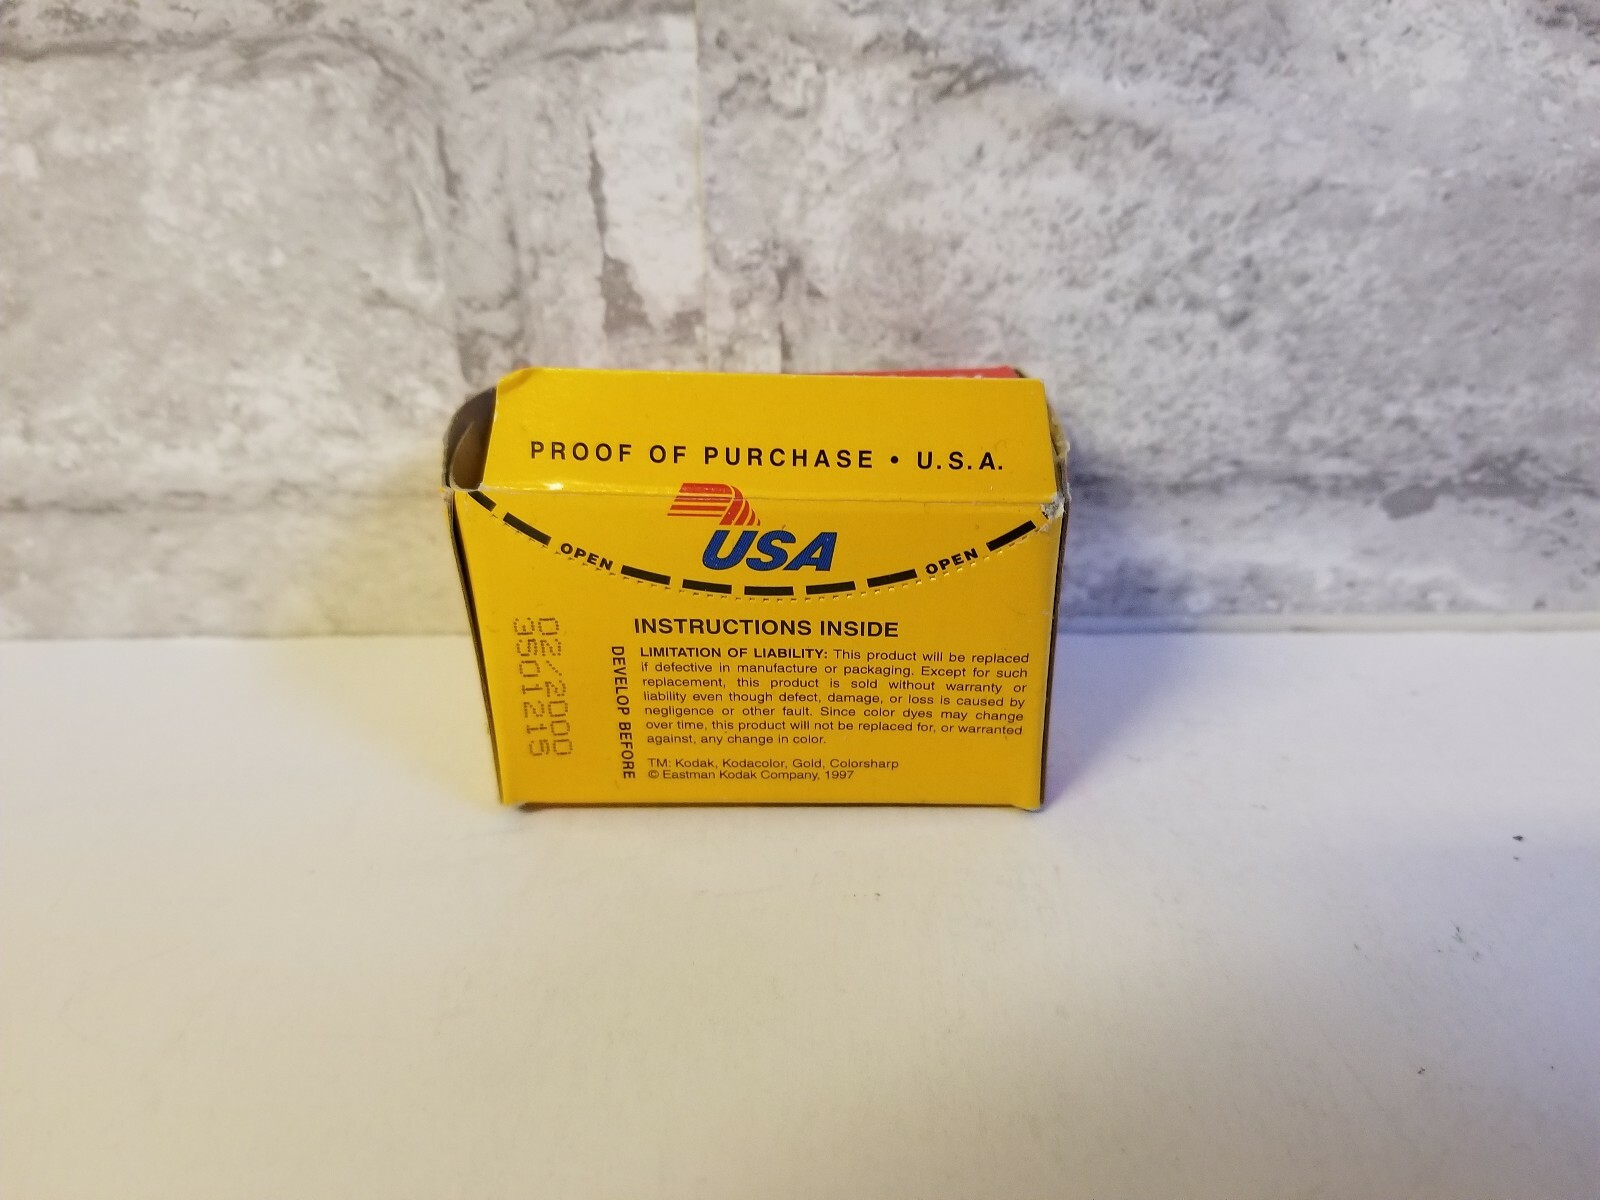 PROOF OF PURCHASE • U.S.A.
USA
OPEN OPEN
INSTRUCTIONS INSIDE
LIMITATION OF LIABILITY: This product will be replaced
if defective in manufacture or packaging. Except for such
replacement, this product is sold without warranty or
liability even though defect, damage, or loss is caused by
negligence or other fault. Since color dyes may change
over time, this product will not be replaced for, or warranted
against, any change in color.
TM: Kodak, Kodacolor, Gold, Colorsharp
© Eastman Kodak Company, 1997
DEVELOP BEFORE
02/2000
3501215